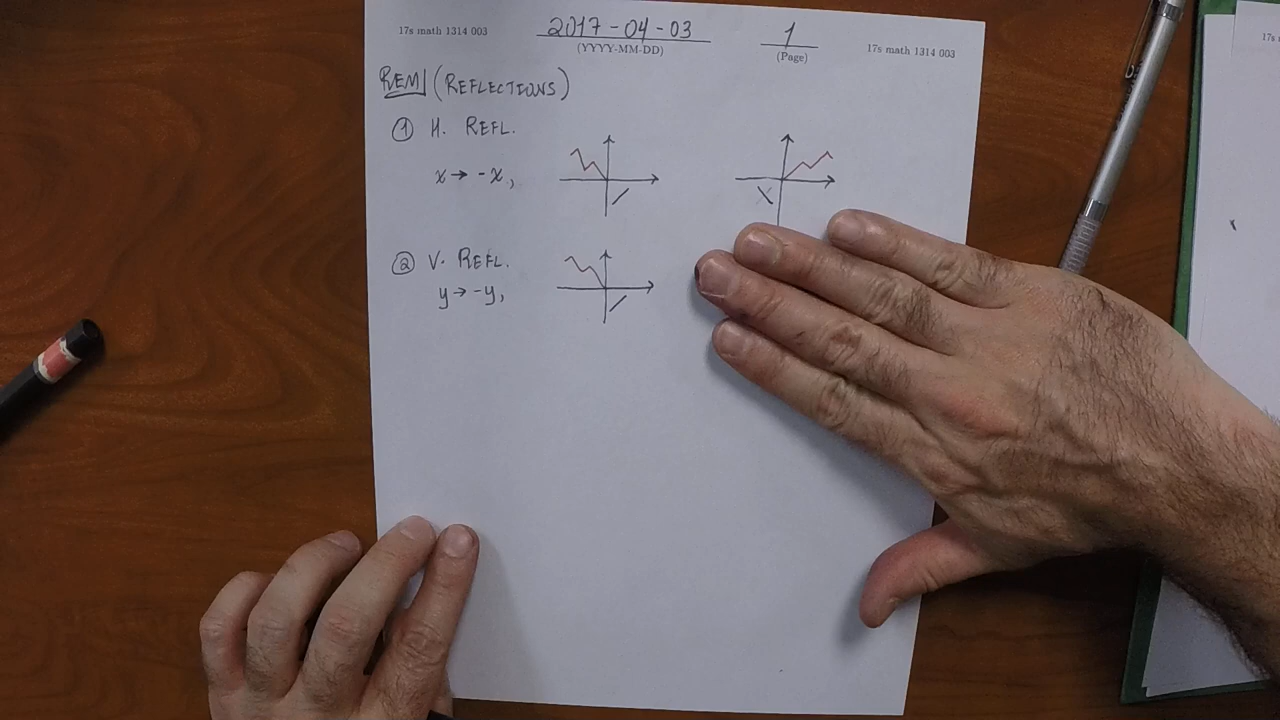 17s math 1314 003 2017-04-03 1 17s math 1314 003
(YYYY-MM-DD) (Page)
REM (REFLECTIONS)
① H. REFL.
x → -x,
② V. REFL.
y → -y,
17s